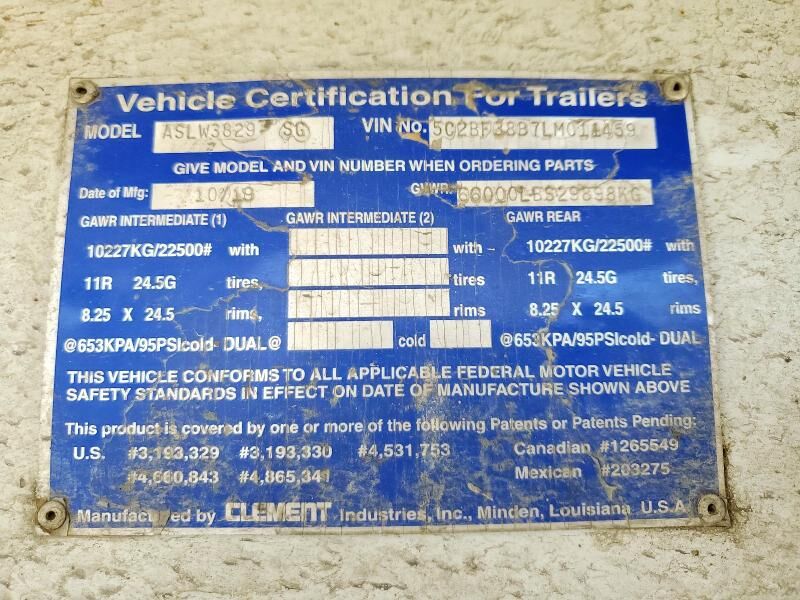 Vehicle Certification For Trailers
MODEL ASLW3829 SG VIN No.
GIVE MODEL AND VIN NUMBER WHEN ORDERING PARTS
Date of Mfg: 10/19 GVWR: 66000LBS29898KG
GAWR INTERMEDIATE (1) GAWR INTERMEDIATE (2) GAWR REAR
10227KG/22500# with with 10227KG/22500# with
11R 24.5G tires, tires 11R 24.5G tires,
8.25 X 24.5 rims, rims 8.25 X 24.5 rims
@653KPA/95PSIcold- DUAL@ cold @653KPA/95PSIcold- DUAL
THIS VEHICLE CONFORMS TO ALL APPLICABLE FEDERAL MOTOR VEHICLE
SAFETY STANDARDS IN EFFECT ON DATE OF MANUFACTURE SHOWN ABOVE
This product is covered by one or more of the following Patents or Patents Pending:
U.S. #3,193,329 #3,193,330 #4,531,753 Canadian #1265549
#4,660,843 #4,865,341 Mexican #203275
Manufactured by CLEMENT Industries, Inc., Minden, Louisiana U.S.A.